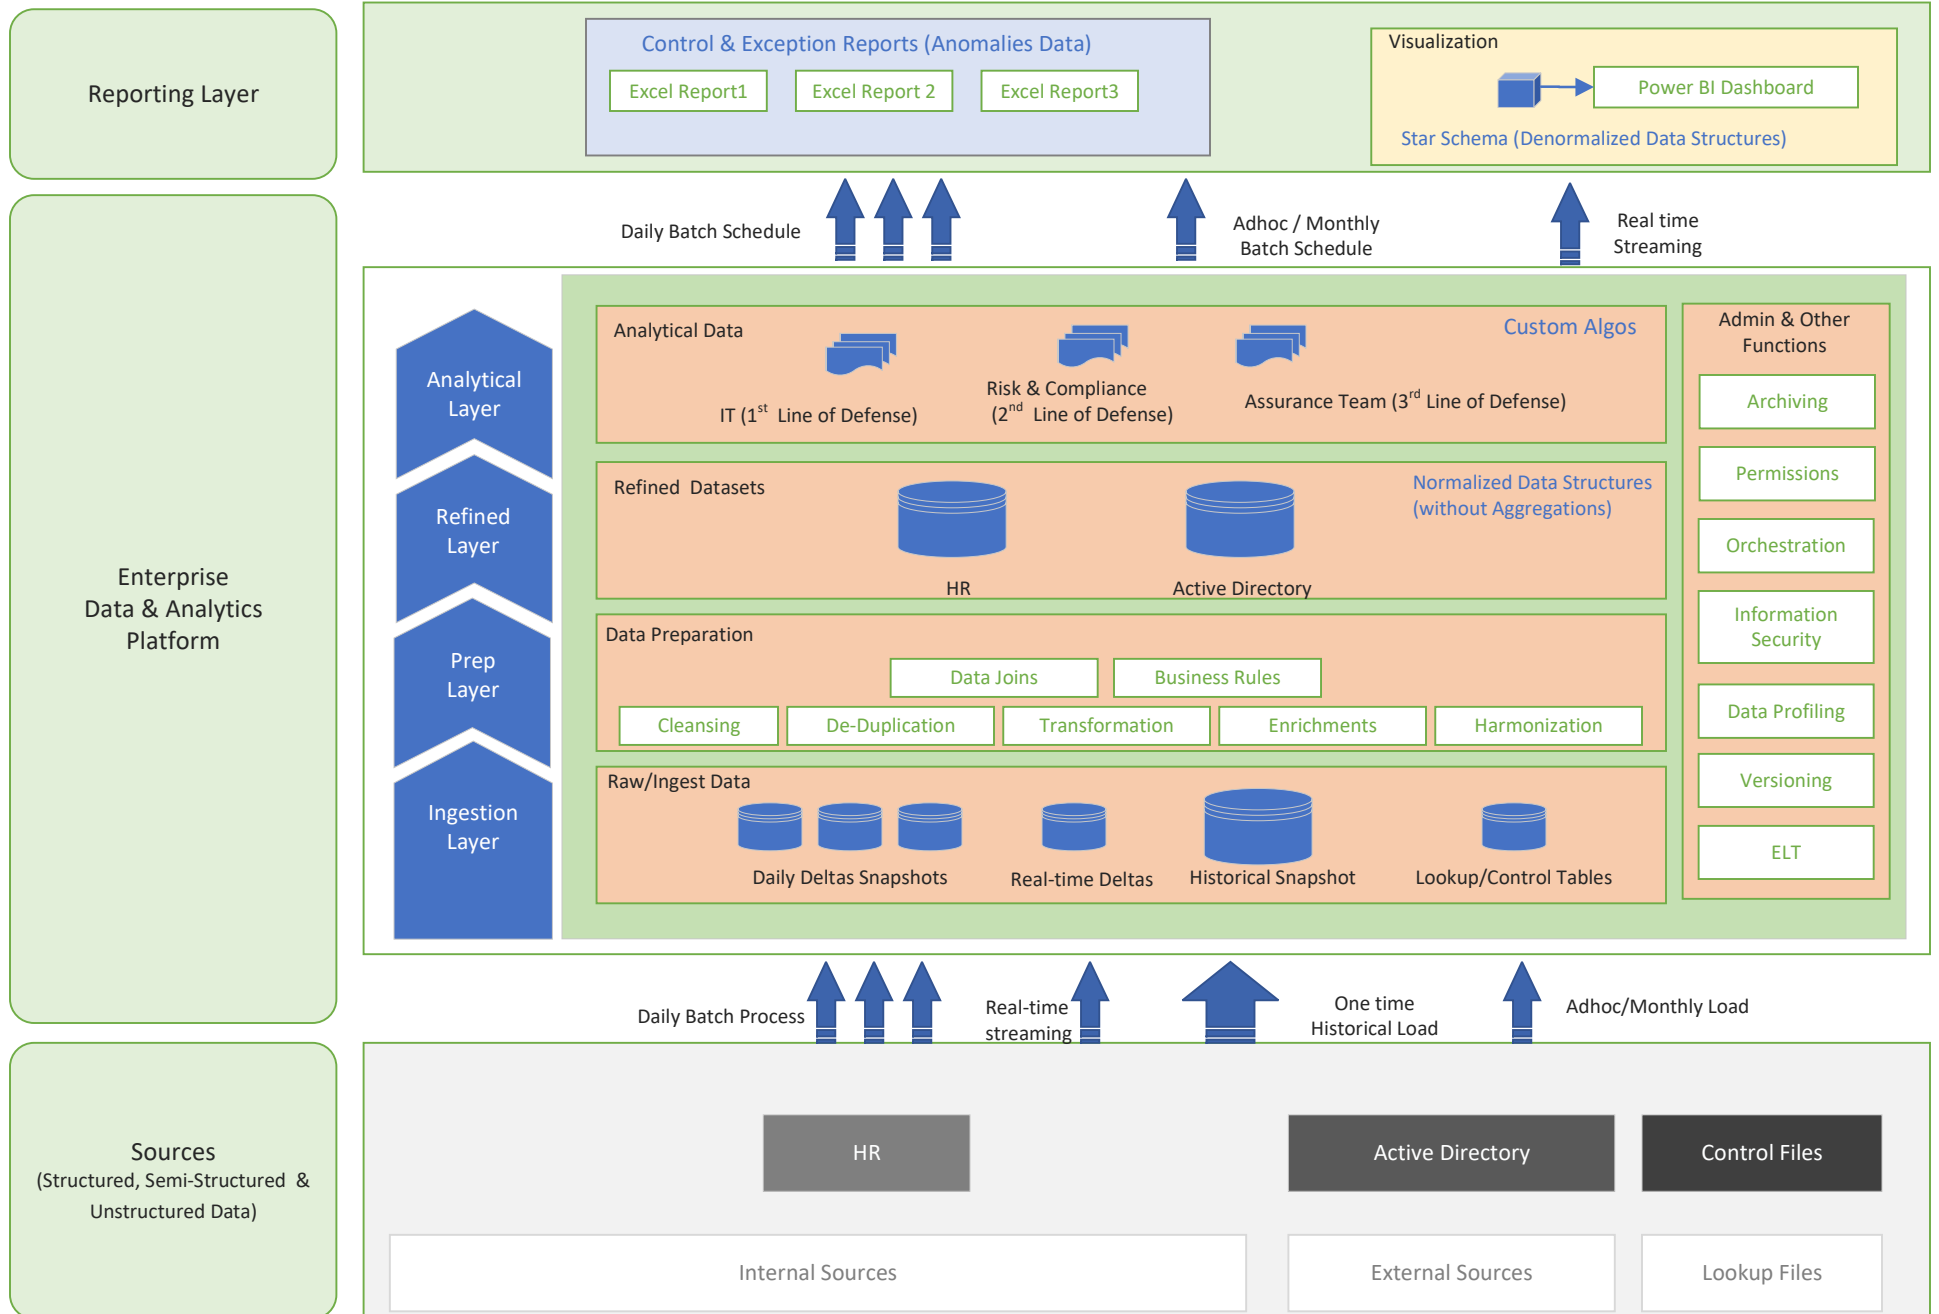 Reporting Layer
Control & Exception Reports (Anomalies Data)
Excel Report1
Excel Report 2
Excel Report3
Visualization
Power BI Dashboard
Star Schema (Denormalized Data Structures)
Daily Batch Schedule
Adhoc / Monthly
Batch Schedule
Real time
Streaming
Enterprise
Data & Analytics
Platform
Analytical
Layer
Analytical Data
Custom Algos
IT (1st Line of Defense)
Risk & Compliance
(2nd Line of Defense)
Assurance Team (3rd Line of Defense)
Refined
Layer
Refined Datasets
Normalized Data Structures
(without Aggregations)
HR
Active Directory
Prep
Layer
Data Preparation
Data Joins
Business Rules
Cleansing
De-Duplication
Transformation
Enrichments
Harmonization
Ingestion
Layer
Raw/Ingest Data
Daily Deltas Snapshots
Real-time Deltas
Historical Snapshot
Lookup/Control Tables
Admin & Other
Functions
Archiving
Permissions
Orchestration
Information
Security
Data Profiling
Versioning
ELT
Daily Batch Process
Real-time
streaming
One time
Historical Load
Adhoc/Monthly Load
Sources
(Structured, Semi-Structured &
Unstructured Data)
HR
Active Directory
Control Files
Internal Sources
External Sources
Lookup Files